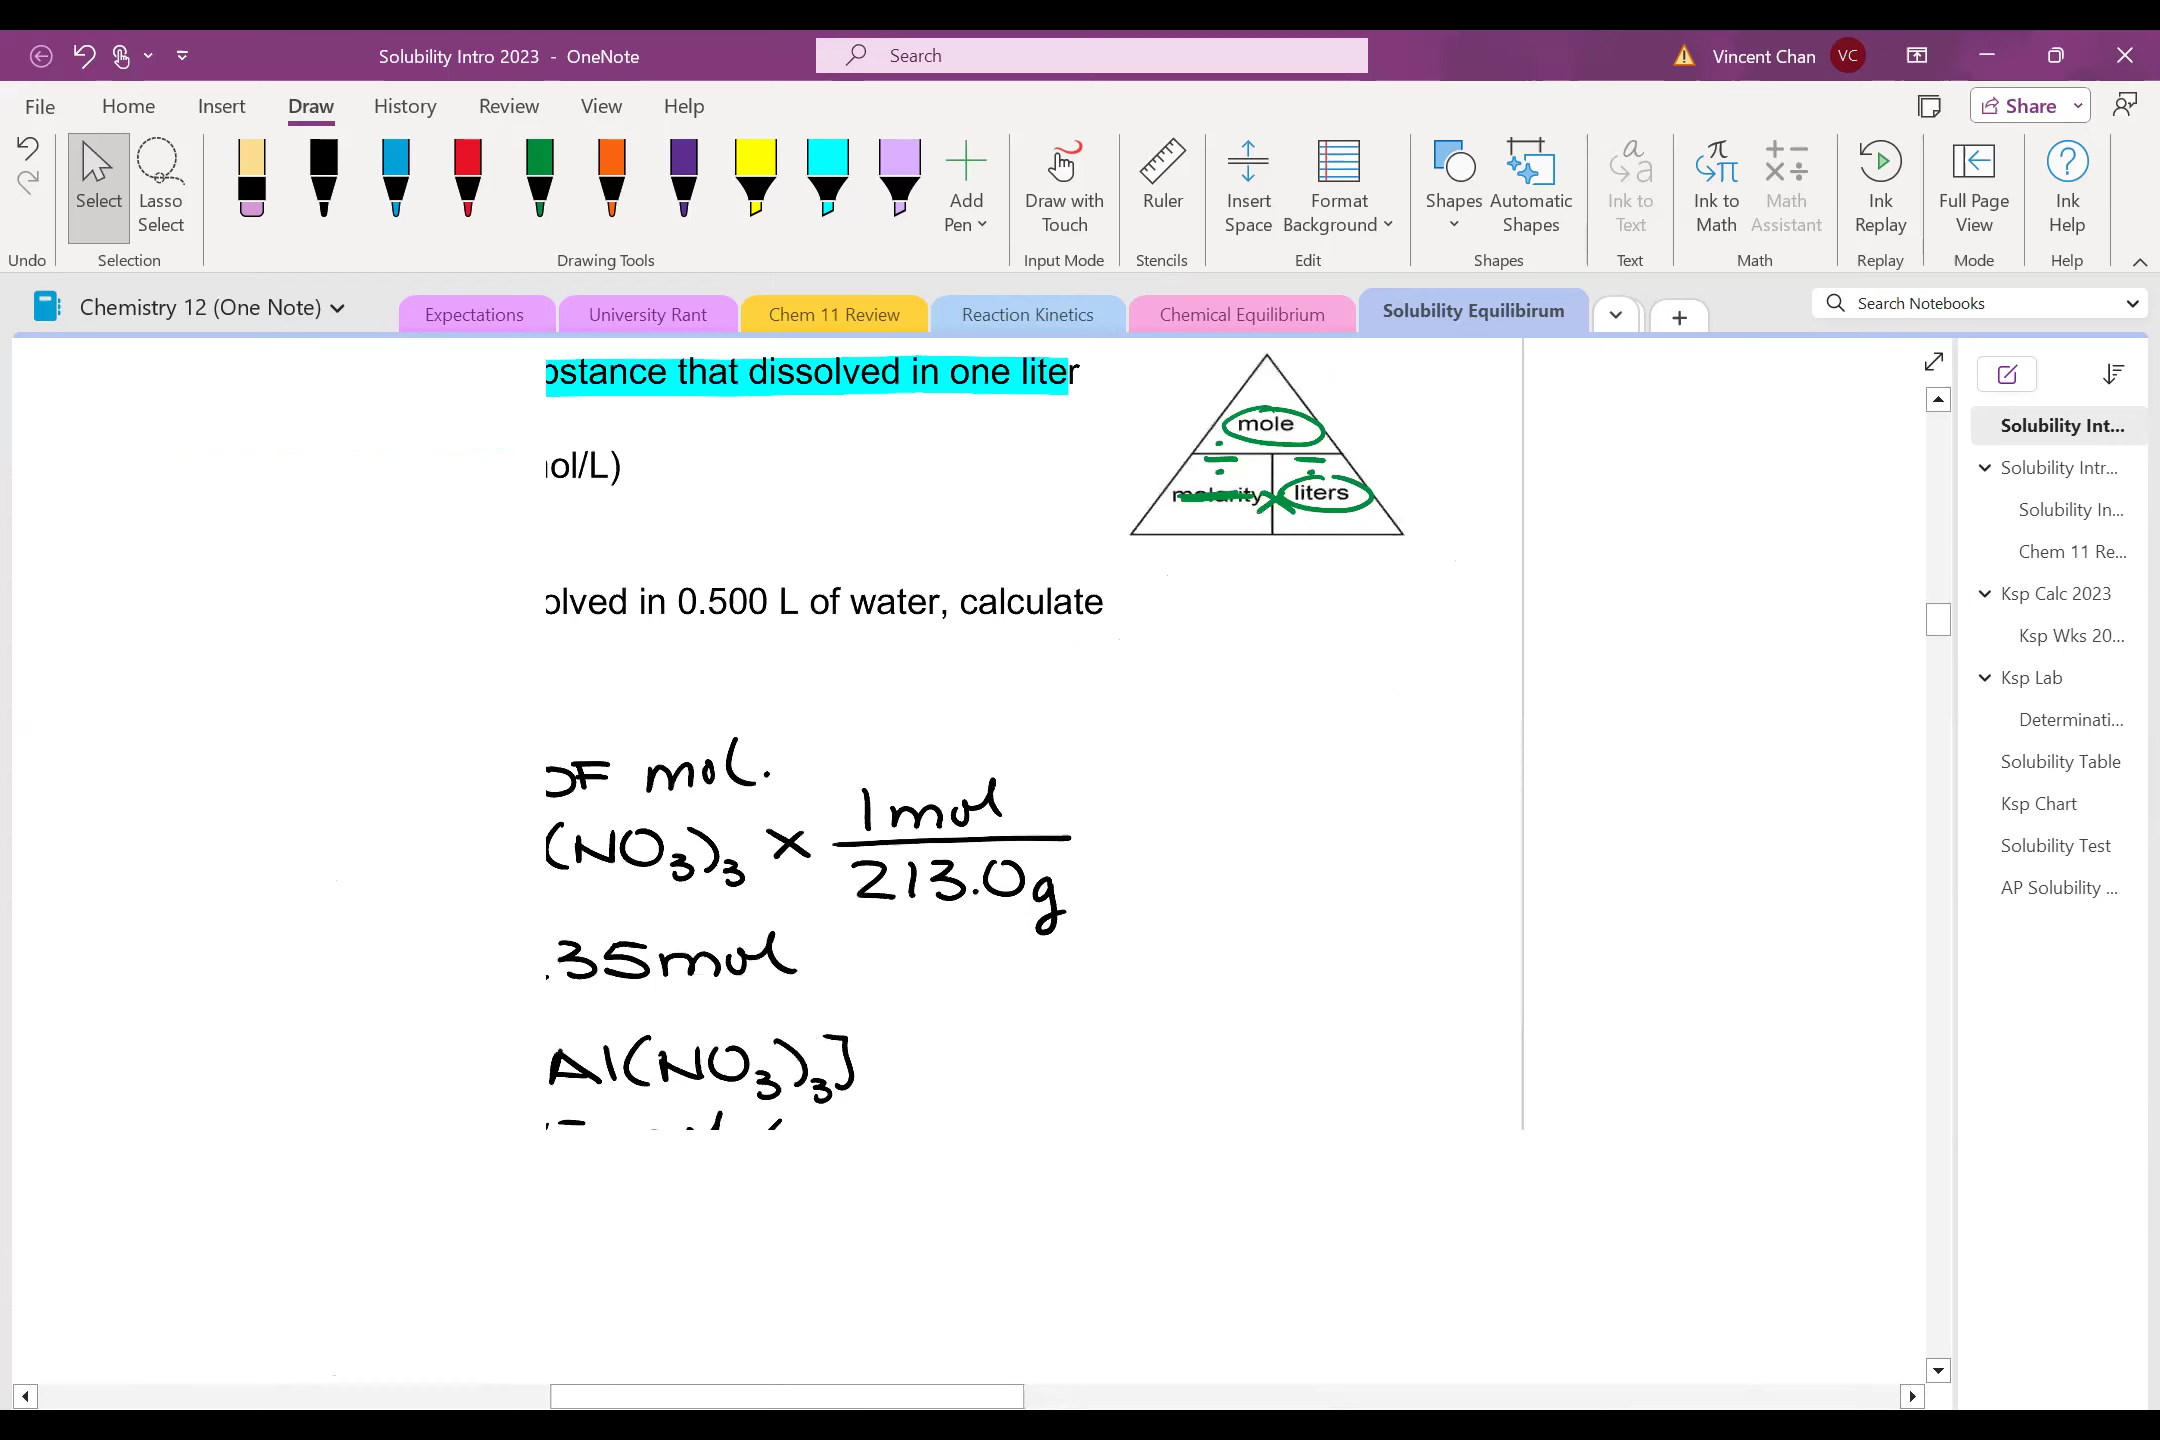 Solubility Intro 2023 - OneNote
Search
Vincent Chan VC
File Home Insert Draw History Review View Help
Share
Select
Lasso Select
Add Pen
Draw with Touch
Ruler
Insert Space
Format Background
Shapes
Automatic Shapes
Ink to Text
Ink to Math
Math Assistant
Ink Replay
Full Page View
Ink Help
Undo Selection Drawing Tools Input Mode Stencils Edit Shapes Text Math Replay Mode Help
Chemistry 12 (One Note)
Expectations University Rant Chem 11 Review Reaction Kinetics Chemical Equilibrium Solubility Equilibirum
Search Notebooks
bstance that dissolved in one liter
mole
ol/L)
molarity × liters
olved in 0.500 L of water, calculate
OF mol.
(NO3)3 × 1 mol
213.0g
.35mol
Al(NO3)3]
Solubility Int...
Solubility Intr...
Solubility In...
Chem 11 Re...
Ksp Calc 2023
Ksp Wks 20...
Ksp Lab
Determinati...
Solubility Table
Ksp Chart
Solubility Test
AP Solubility ...